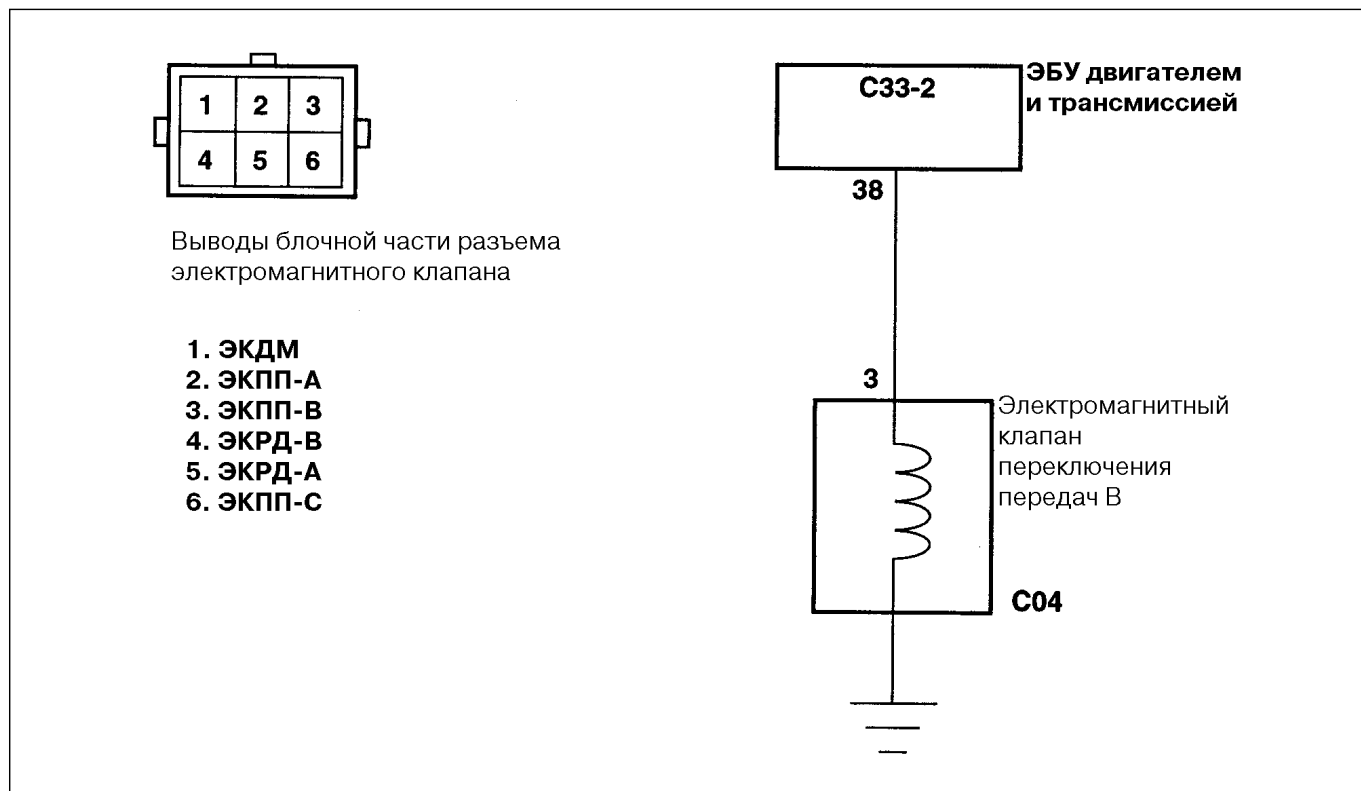 1 2 3
4 5 6
Выводы блочной части разъема
электромагнитного клапана
1. ЭКДМ
2. ЭКПП-А
3. ЭКПП-В
4. ЭКРД-В
5. ЭКРД-А
6. ЭКПП-С
С33-2
ЭБУ двигателем
и трансмиссией
38
3
Электромагнитный
клапан
переключения
передач В
С04